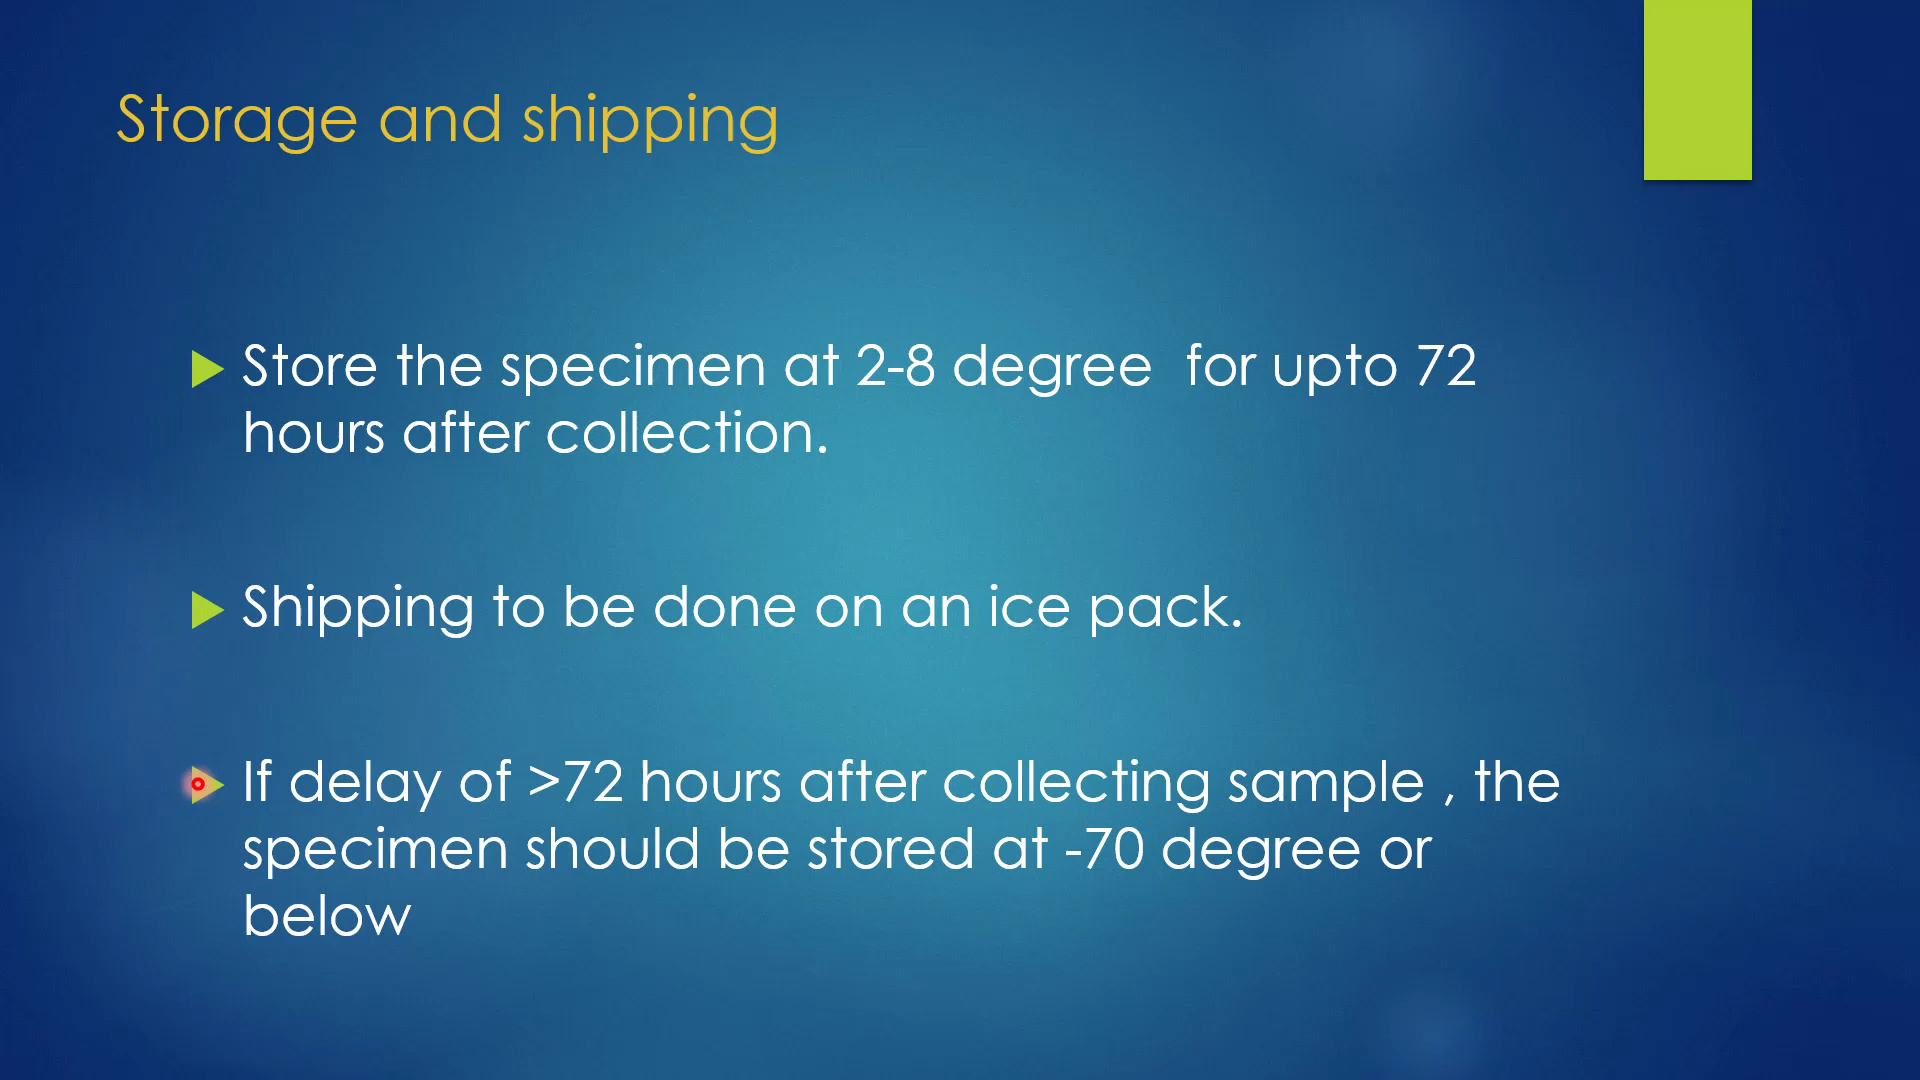 Storage and shipping
Store the specimen at 2-8 degree  for upto 72
hours after collection.
Shipping to be done on an ice pack.
If delay of >72 hours after collecting sample , the
specimen should be stored at -70 degree or
below